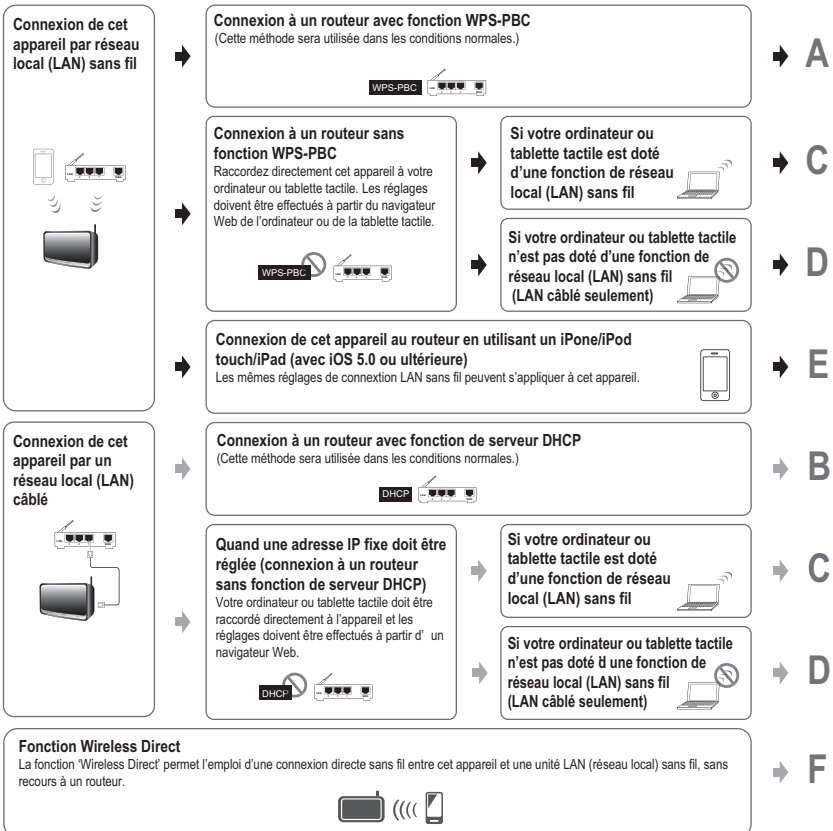 Connexion de cet
appareil par réseau
local (LAN) sans fil
Connexion à un routeur avec fonction WPS-PBC
(Cette méthode sera utilisée dans les conditions normales.)
WPS-PBC
A
Connexion à un routeur sans
fonction WPS-PBC
Raccordez directement cet appareil à votre
ordinateur ou tablette tactile. Les réglages
doivent être effectués à partir du navigateur
Web de l'ordinateur ou de la tablette tactile.
WPS-PBC
Si votre ordinateur ou
tablette tactile est doté
d'une fonction de réseau
local (LAN) sans fil
C
Si votre ordinateur ou tablette tactile
n'est pas doté d'une fonction de
réseau local (LAN) sans fil
(LAN câblé seulement)
D
Connexion de cet appareil au routeur en utilisant un iPone/iPod
touch/iPad (avec iOS 5.0 ou ultérieure)
Les mêmes réglages de connextion LAN sans fil peuvent s'appliquer à cet appareil.
E
Connexion de cet
appareil par un
réseau local (LAN)
câblé
Connexion à un routeur avec fonction de serveur DHCP
(Cette méthode sera utilisée dans les conditions normales.)
DHCP
B
Quand une adresse IP fixe doit être
réglée (connexion à un routeur
sans fonction de serveur DHCP)
Votre ordinateur ou tablette tactile doit être
raccordé directement à l'appareil et les
réglages doivent être effectués à partir d' un
navigateur Web.
DHCP
Si votre ordinateur ou
tablette tactile est doté
d'une fonction de réseau
local (LAN) sans fil
C
Si votre ordinateur ou tablette tactile
n'est pas doté d'une fonction de
réseau local (LAN) sans fil
(LAN câblé seulement)
D
Fonction Wireless Direct
La fonction 'Wireless Direct' permet l'emploi d'une connexion directe sans fil entre cet appareil et une unité LAN (réseau local) sans fil, sans
recours à un routeur.
F